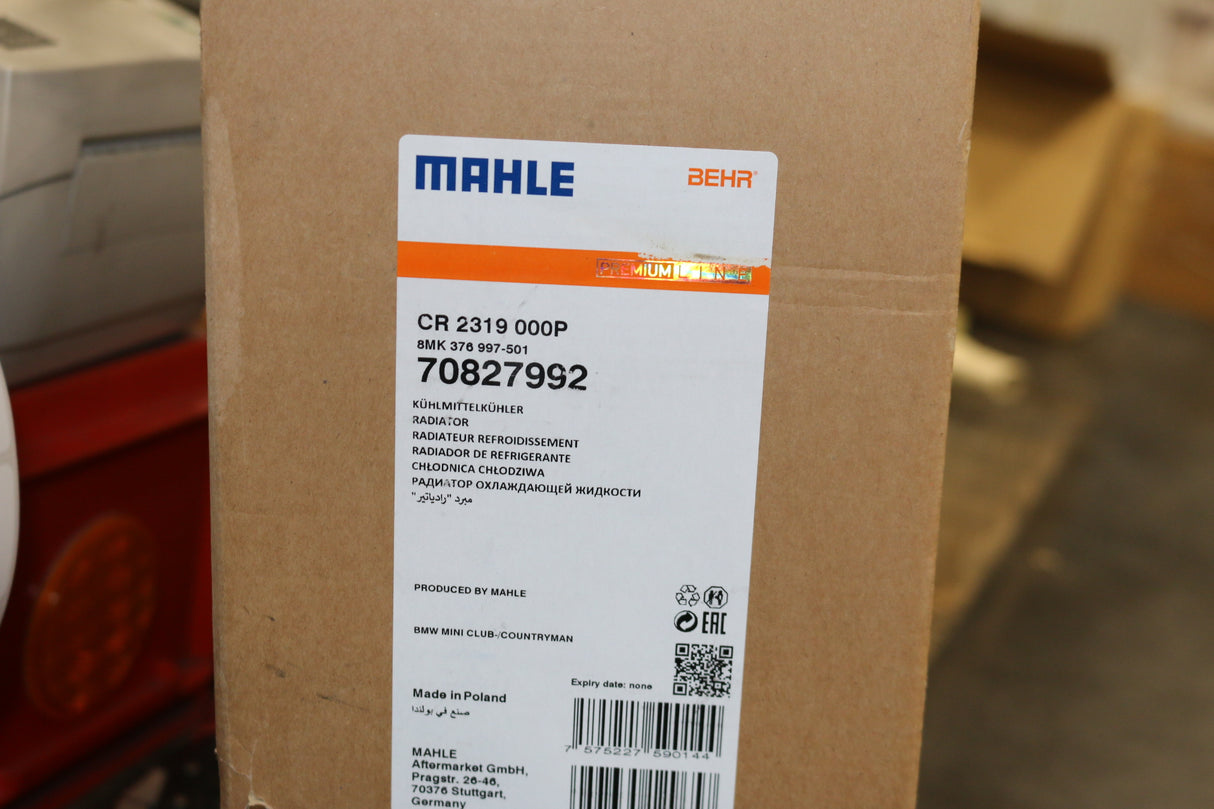 MAHLE
BEHR®
PREMIUM LINE
CR 2319 000P
8MK 376 997-501
70827992
KÜHLMITTELKÜHLER
RADIATOR
RADIATEUR REFROIDISSEMENT
RADIADOR DE REFRIGERANTE
CHŁODNICA CHŁODZIWA
РАДИАТОР ОХЛАЖДАЮЩЕЙ ЖИДКОСТИ
مبرد "رادياتير"
PRODUCED BY MAHLE
EAC
BMW MINI CLUB-/COUNTRYMAN
Expiry date: none
Made in Poland
صنع في بولندا
7 575227 590144
MAHLE
Aftermarket GmbH,
Pragstr. 26-46,
70376 Stuttgart,
Germany